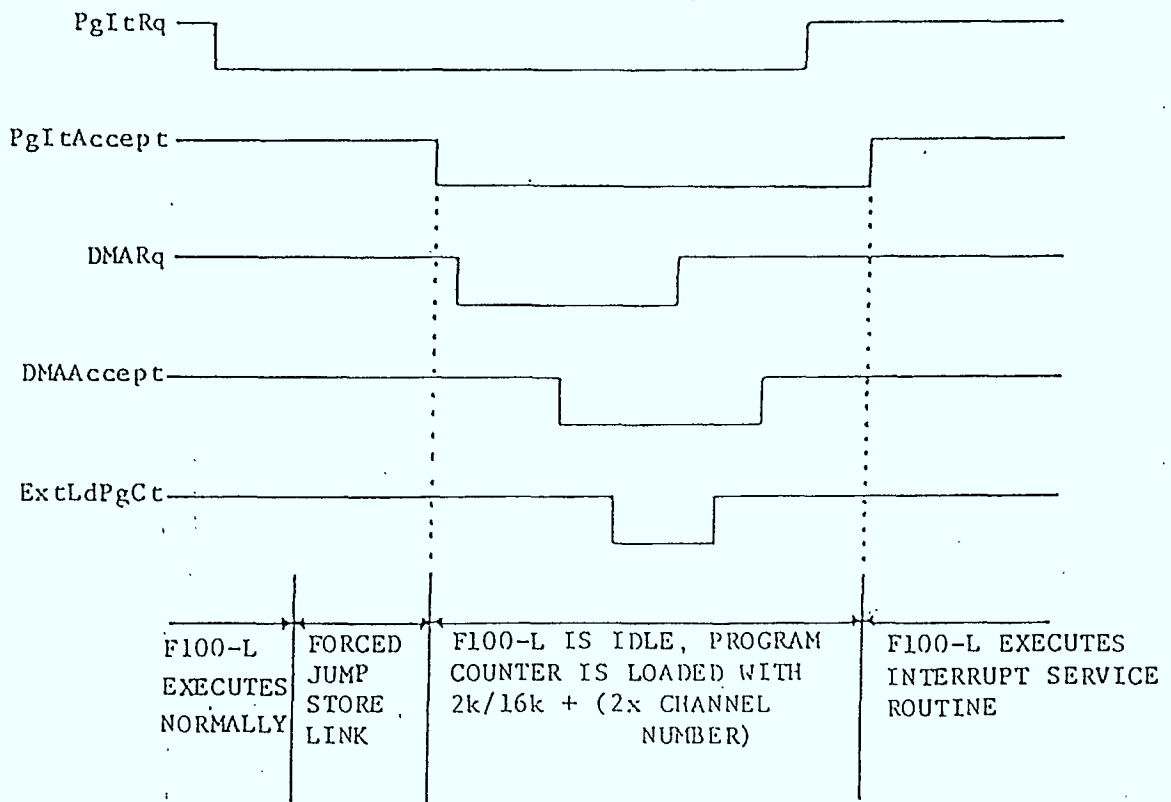 PgItRq
PgItAccept
DMARq
DMAAccept
ExtLdPgCt
F100-L
EXECUTES
NORMALLY
FORCED
JUMP
STORE
LINK
F100-L IS IDLE, PROGRAM
COUNTER IS LOADED WITH
2k/16k + (2x CHANNEL
NUMBER)
F100-L EXECUTES
INTERRUPT SERVICE
ROUTINE